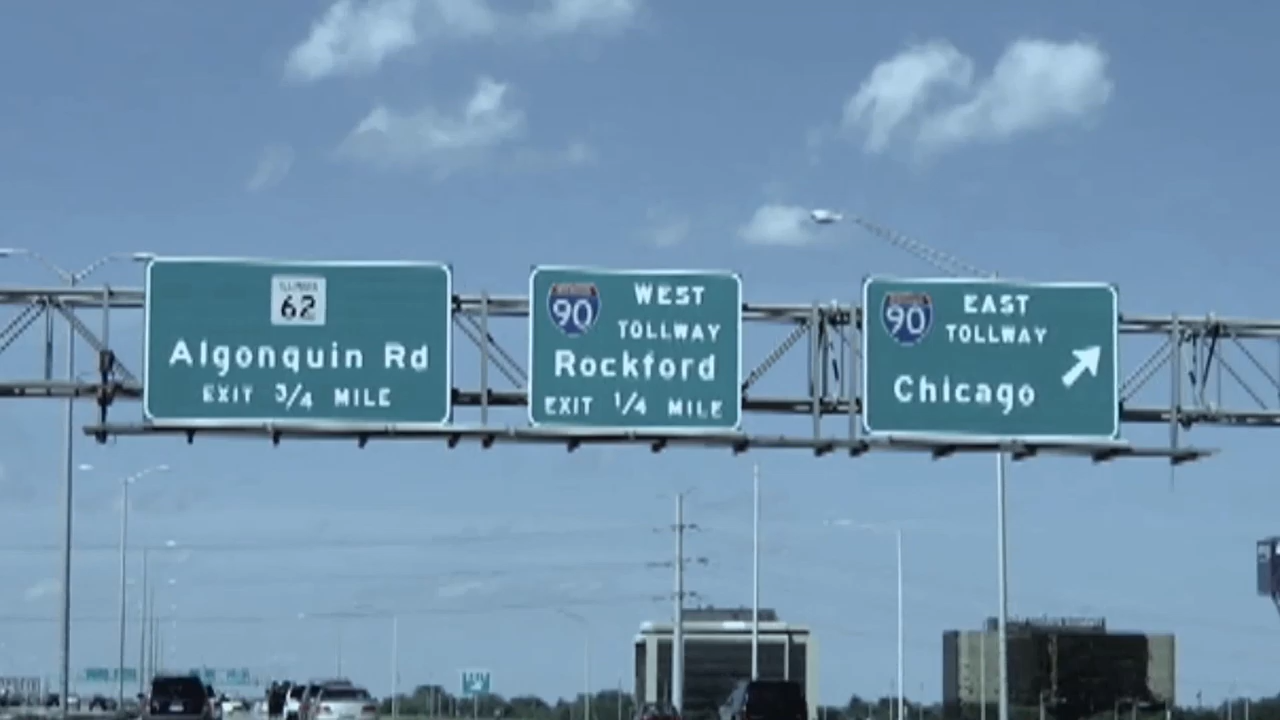 ILLINOIS
62
Algonquin Rd
EXIT 3/4 MILE
90
WEST
TOLLWAY
Rockford
EXIT 1/4 MILE
90
EAST
TOLLWAY
Chicago